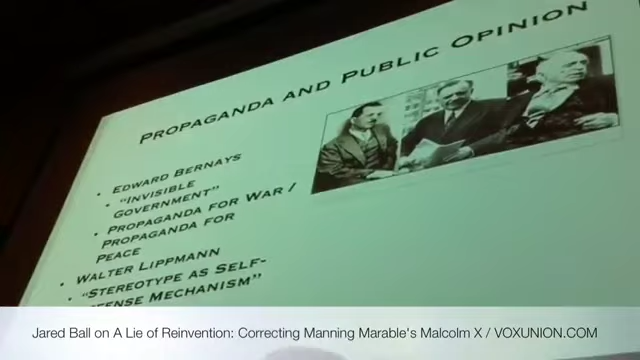 PROPAGANDA AND PUBLIC OPINION
• EDWARD BERNAYS
• "INVISIBLE
GOVERNMENT"
• PROPAGANDA FOR WAR /
PROPAGANDA FOR
PEACE
• WALTER LIPPMANN
• "STEREOTYPE AS SELF-
DEFENSE MECHANISM"
Jared Ball on A Lie of Reinvention: Correcting Manning Marable's Malcolm X / VOXUNION.COM